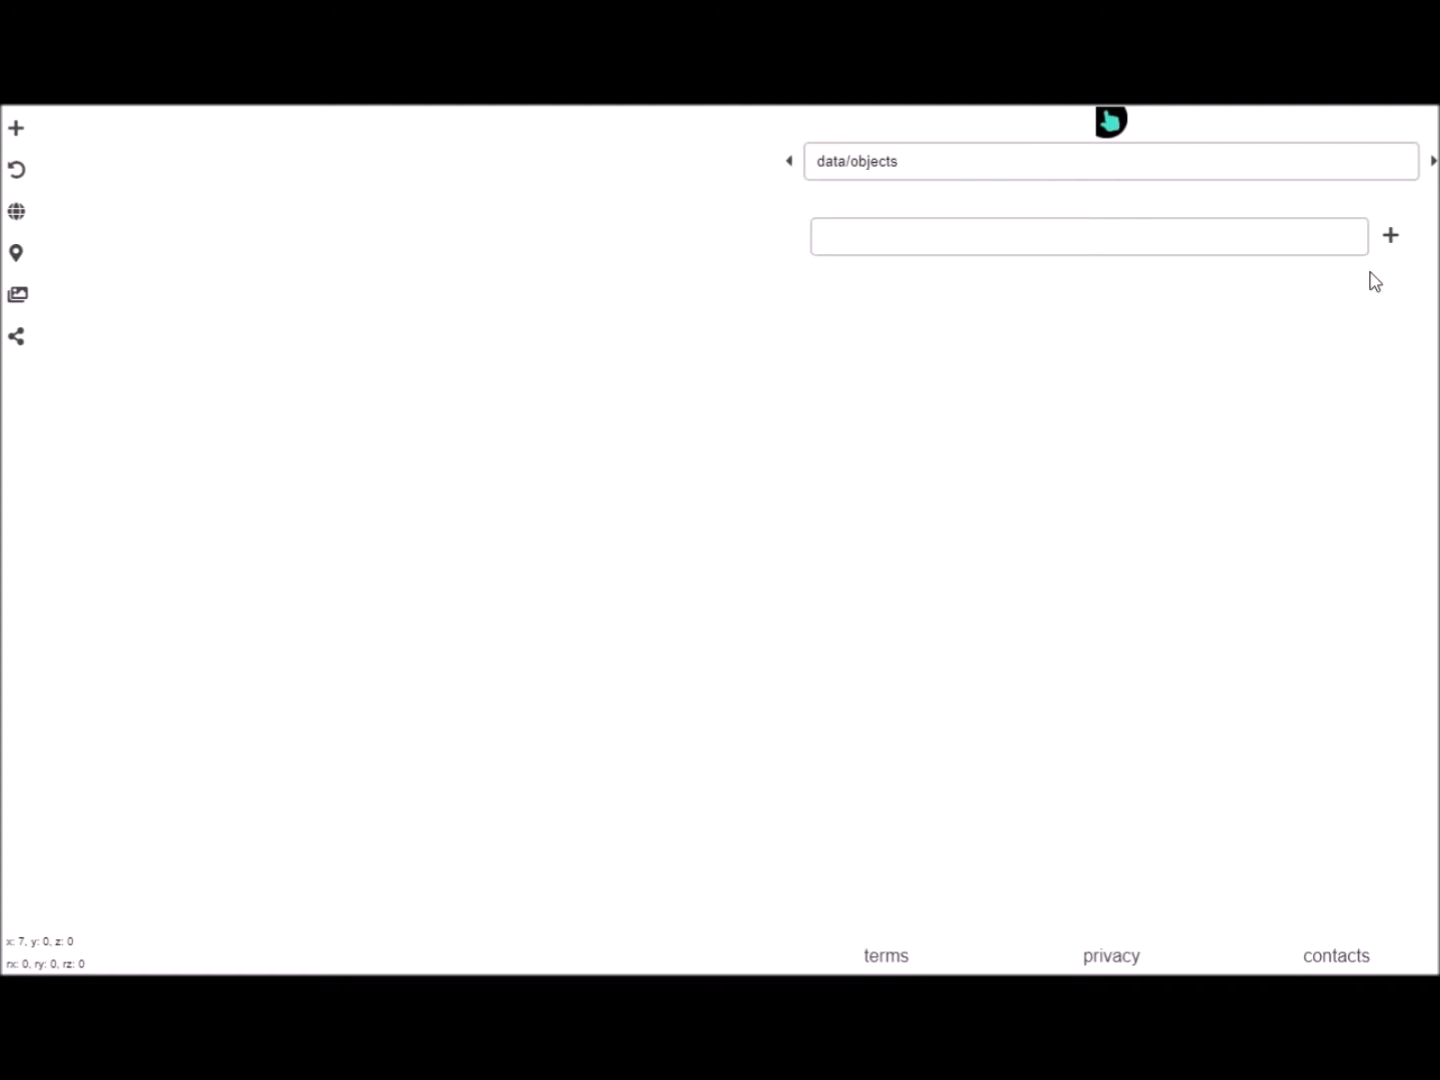 data/objects
x: 7, y: 0, z: 0
rx: 0, ry: 0, rz: 0
terms
privacy
contacts